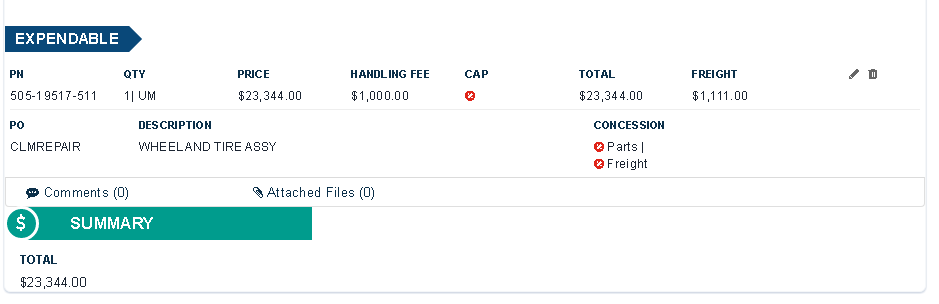 EXPENDABLE
PN QTY PRICE HANDLING FEE CAP TOTAL FREIGHT
505-19517-511 1| UM $23,344.00 $1,000.00 $23,344.00 $1,111.00
PO DESCRIPTION CONCESSION
CLMREPAIR WHEELAND TIRE ASSY Parts |
Freight
Comments (0) Attached Files (0)
$ SUMMARY
TOTAL
$23,344.00